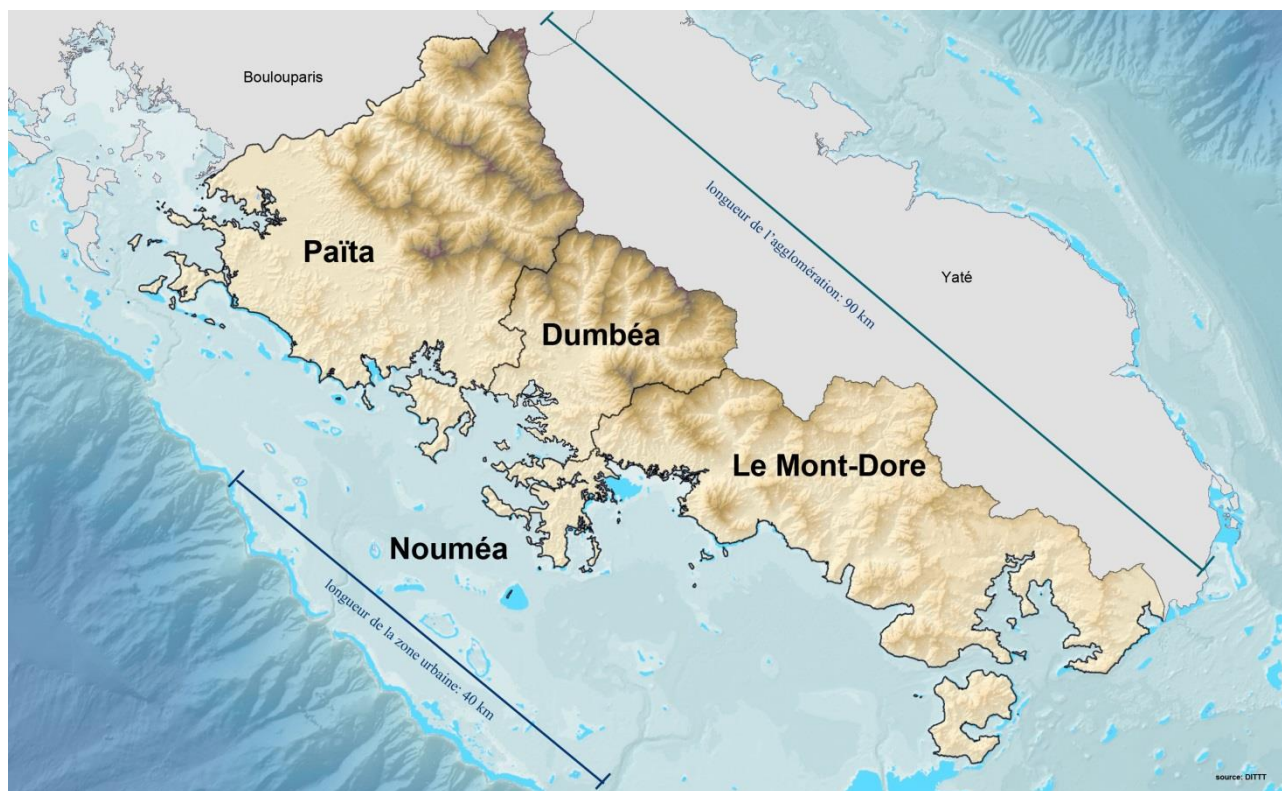 Boulouparis
longueur de l'agglomération: 90 km
Païta
Yaté
Dumbéa
Le Mont-Dore
Nouméa
longueur de la zone urbaine: 40 km
source: DITTT